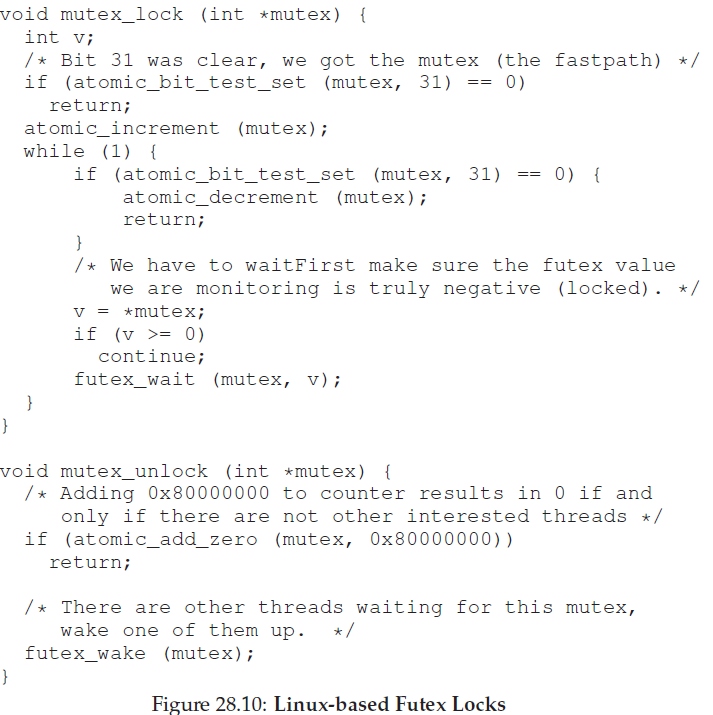 void mutex_lock (int *mutex) {
  int v;
  /* Bit 31 was clear, we got the mutex (the fastpath) */
  if (atomic_bit_test_set (mutex, 31) == 0)
    return;
  atomic_increment (mutex);
  while (1) {
      if (atomic_bit_test_set (mutex, 31) == 0) {
          atomic_decrement (mutex);
          return;
      }
      /* We have to waitFirst make sure the futex value
         we are monitoring is truly negative (locked). */
      v = *mutex;
      if (v >= 0)
        continue;
      futex_wait (mutex, v);
  }
}

void mutex_unlock (int *mutex) {
  /* Adding 0x80000000 to counter results in 0 if and
     only if there are not other interested threads */
  if (atomic_add_zero (mutex, 0x80000000))
    return;

  /* There are other threads waiting for this mutex,
     wake one of them up.  */
  futex_wake (mutex);
}
Figure 28.10: Linux-based Futex Locks